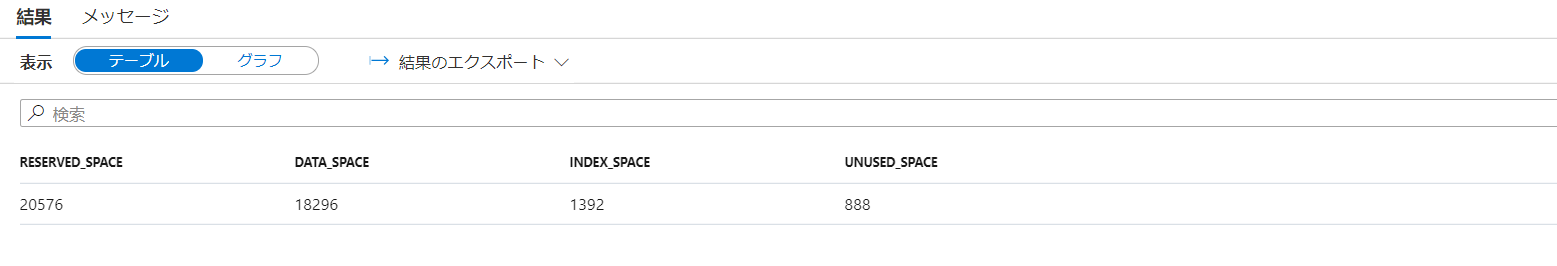 結果 メッセージ
表示 テーブル グラフ 結果のエクスポート
検索
RESERVED_SPACE DATA_SPACE INDEX_SPACE UNUSED_SPACE
20576 18296 1392 888